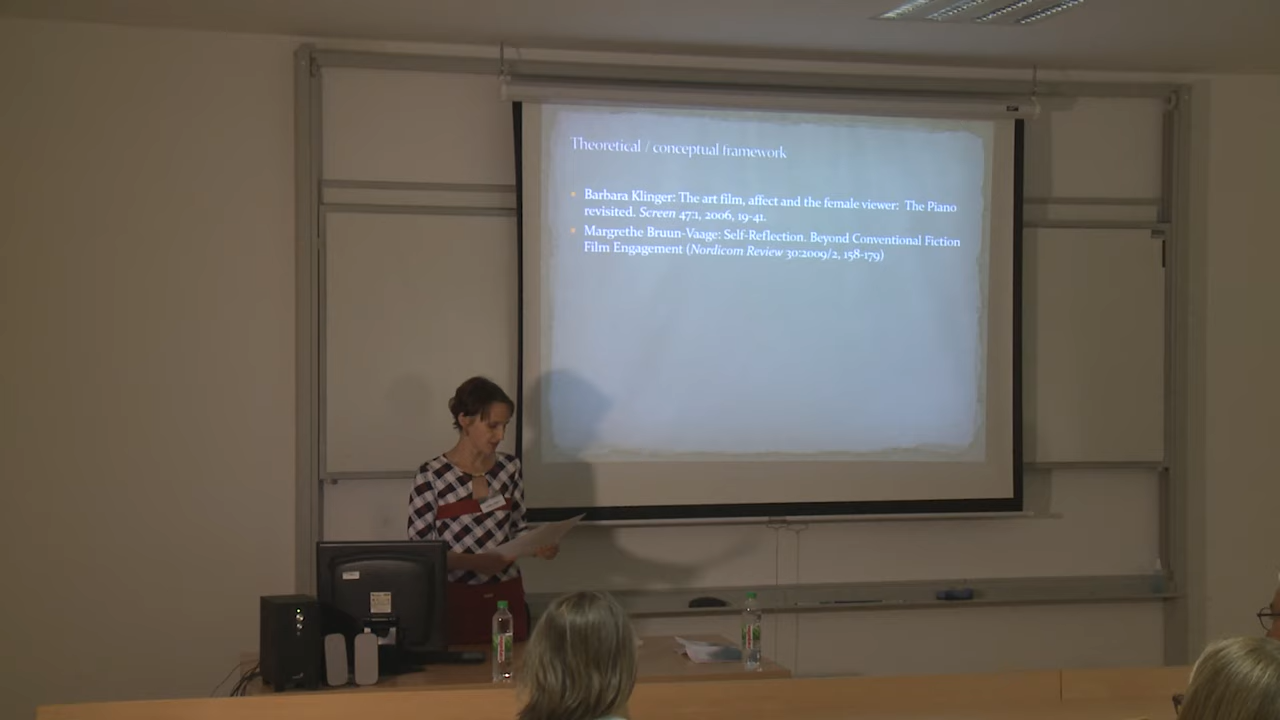 Theoretical / conceptual framework
Barbara Klinger: The art film, affect and the female viewer: The Piano
revisited. Screen 47:1, 2006, 19-41.
Margrethe Bruun-Vaage: Self-Reflection. Beyond Conventional Fiction
Film Engagement (Nordicom Review 30:2009/2, 158-179)